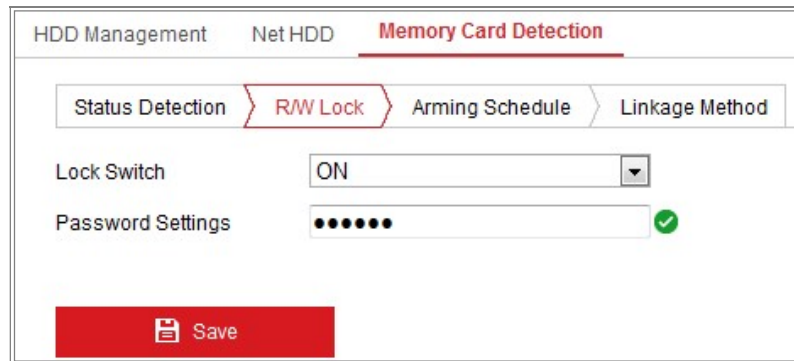 HDD Management Net HDD Memory Card Detection
Status Detection R/W Lock Arming Schedule Linkage Method
Lock Switch ON
Password Settings ●●●●●●
Save